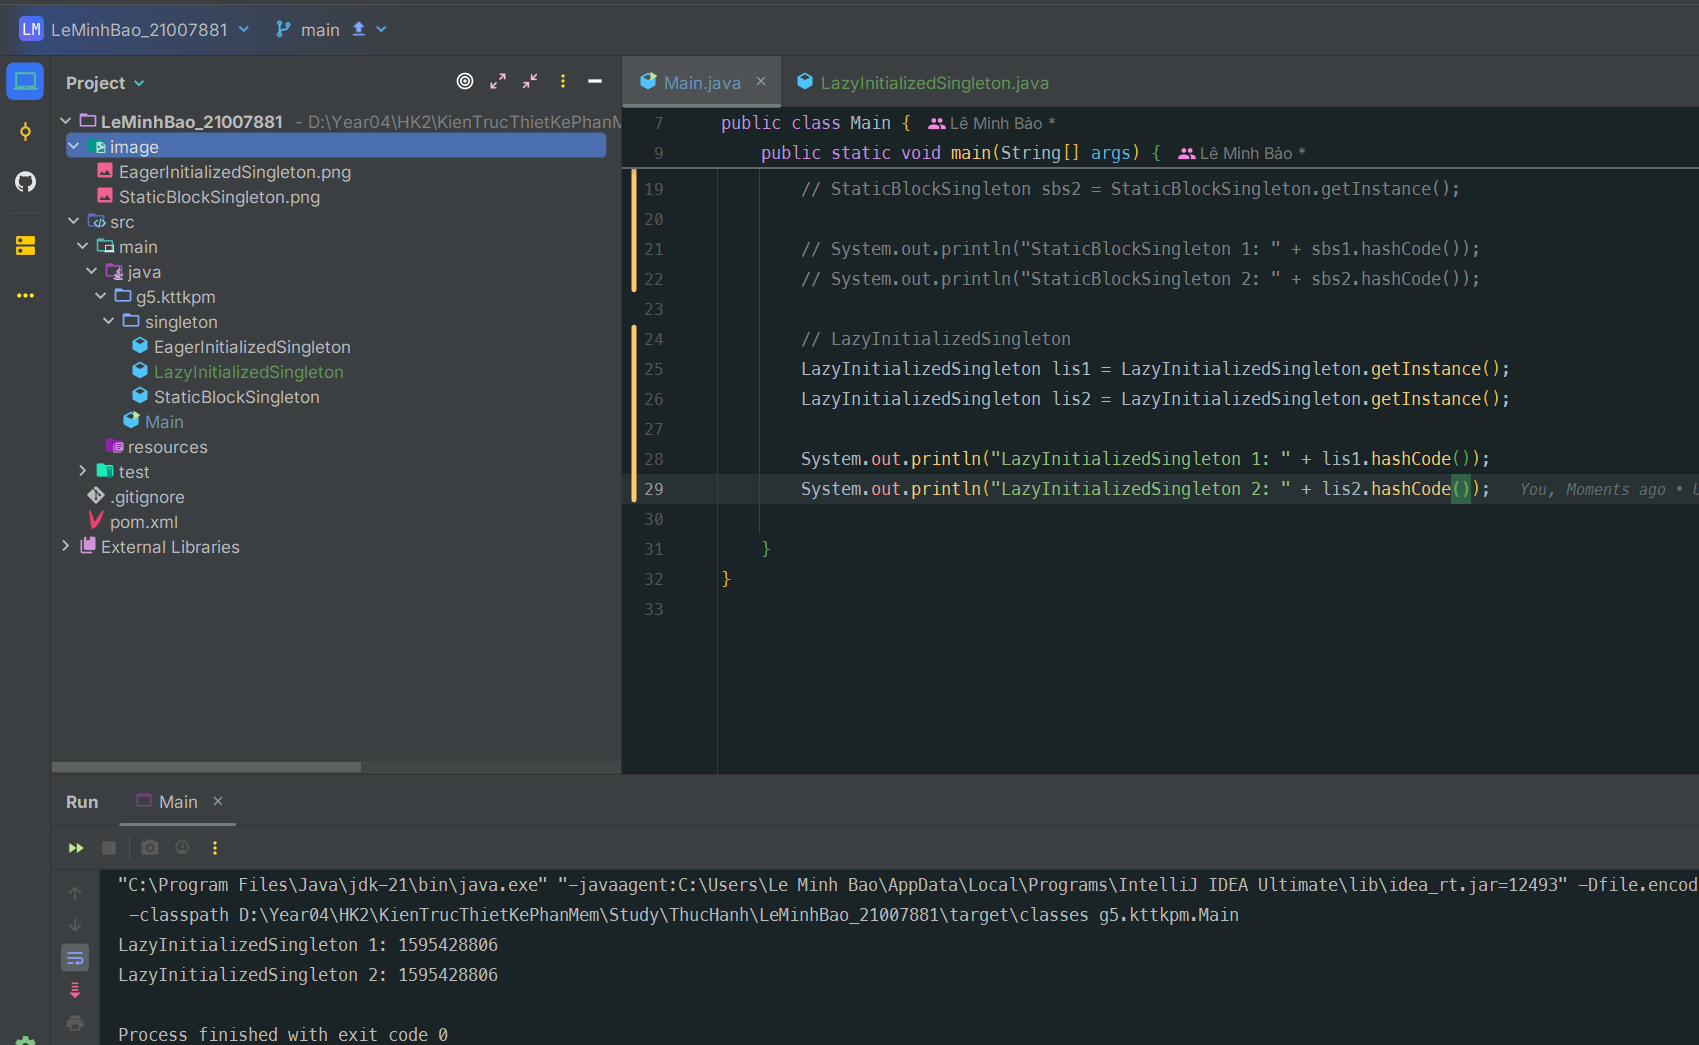 LM LeMinhBao_21007881 main
Project
LeMinhBao_21007881 - D:\Year04\HK2\KienTrucThietKePhanM
image
EagerInitializedSingleton.png
StaticBlockSingleton.png
src
main
java
g5.kttkpm
singleton
EagerInitializedSingleton
LazyInitializedSingleton
StaticBlockSingleton
Main
resources
test
.gitignore
pom.xml
External Libraries
Main.java LazyInitializedSingleton.java
7 public class Main { Lê Minh Bảo *
9 public static void main(String[] args) { Lê Minh Bảo *
19 // StaticBlockSingleton sbs2 = StaticBlockSingleton.getInstance();
20
21 // System.out.println("StaticBlockSingleton 1: " + sbs1.hashCode());
22 // System.out.println("StaticBlockSingleton 2: " + sbs2.hashCode());
23
24 // LazyInitializedSingleton
25 LazyInitializedSingleton lis1 = LazyInitializedSingleton.getInstance();
26 LazyInitializedSingleton lis2 = LazyInitializedSingleton.getInstance();
27
28 System.out.println("LazyInitializedSingleton 1: " + lis1.hashCode());
29 System.out.println("LazyInitializedSingleton 2: " + lis2.hashCode()); You, Moments ago •
30
31 }
32 }
33
Run Main
"C:\Program Files\Java\jdk-21\bin\java.exe" "-javaagent:C:\Users\Le Minh Bao\AppData\Local\Programs\IntelliJ IDEA Ultimate\lib\idea_rt.jar=12493" -Dfile.encod
-classpath D:\Year04\HK2\KienTrucThietKePhanMem\Study\ThucHanh\LeMinhBao_21007881\target\classes g5.kttkpm.Main
LazyInitializedSingleton 1: 1595428806
LazyInitializedSingleton 2: 1595428806
Process finished with exit code 0